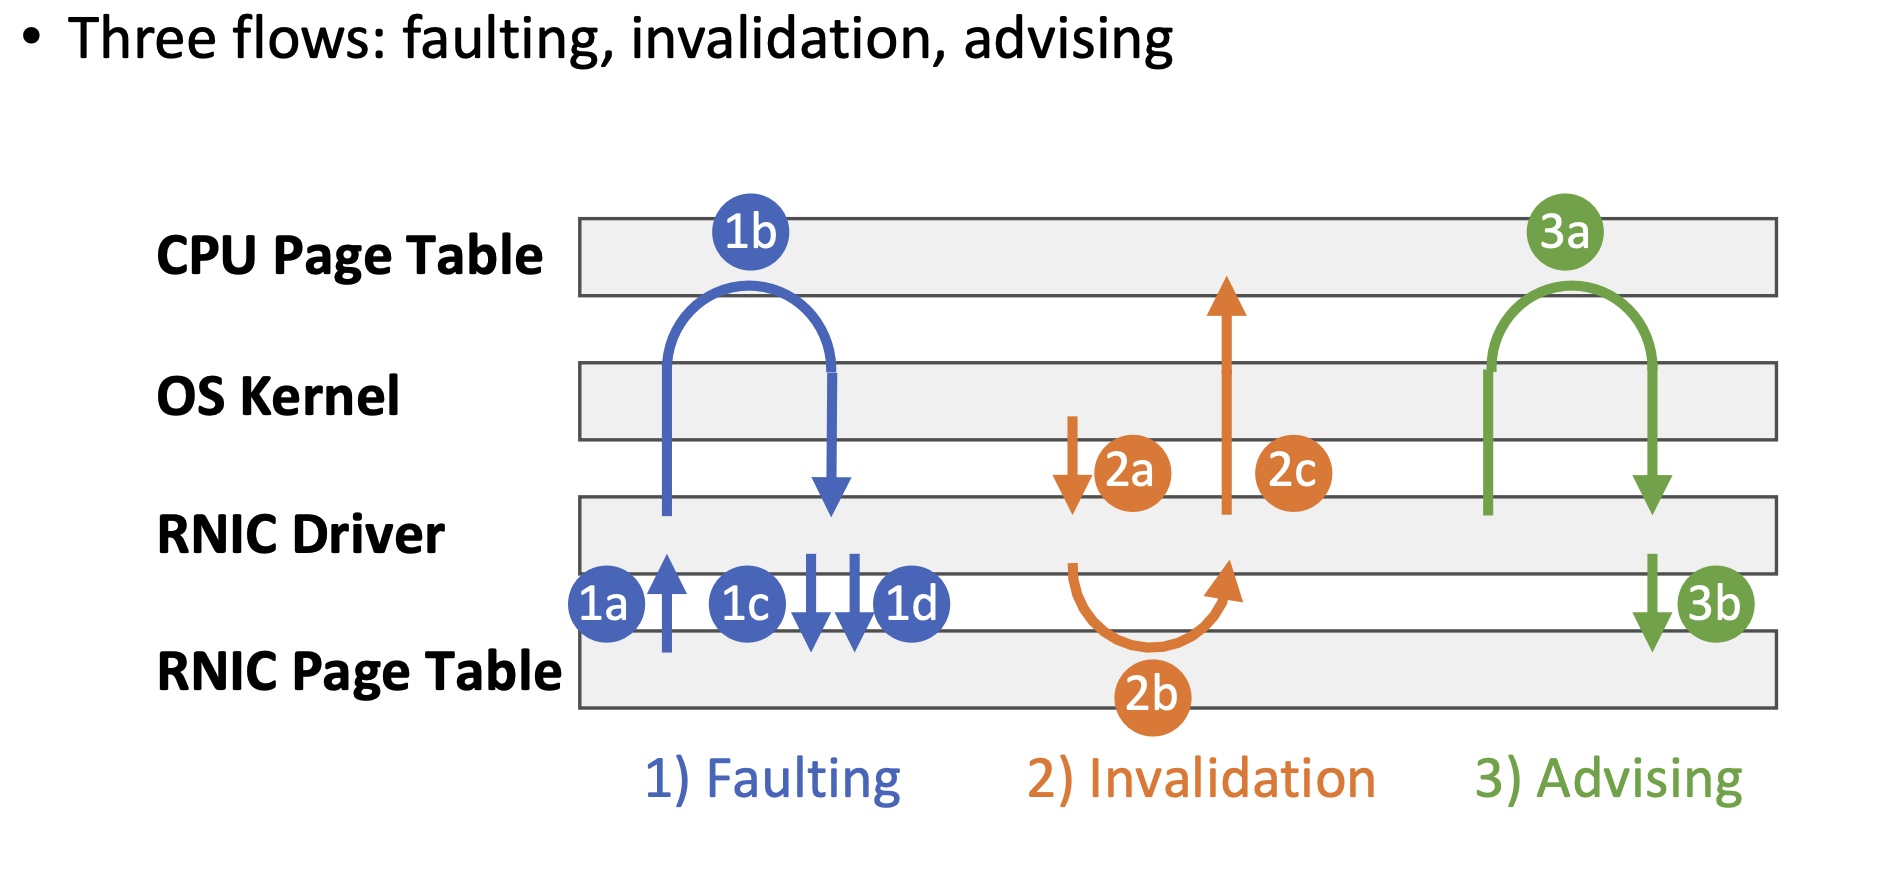 • Three flows: faulting, invalidation, advising
1b
3a
CPU Page Table
OS Kernel
2a
2c
RNIC Driver
1a
1c
1d
3b
RNIC Page Table
2b
1) Faulting
2) Invalidation
3) Advising